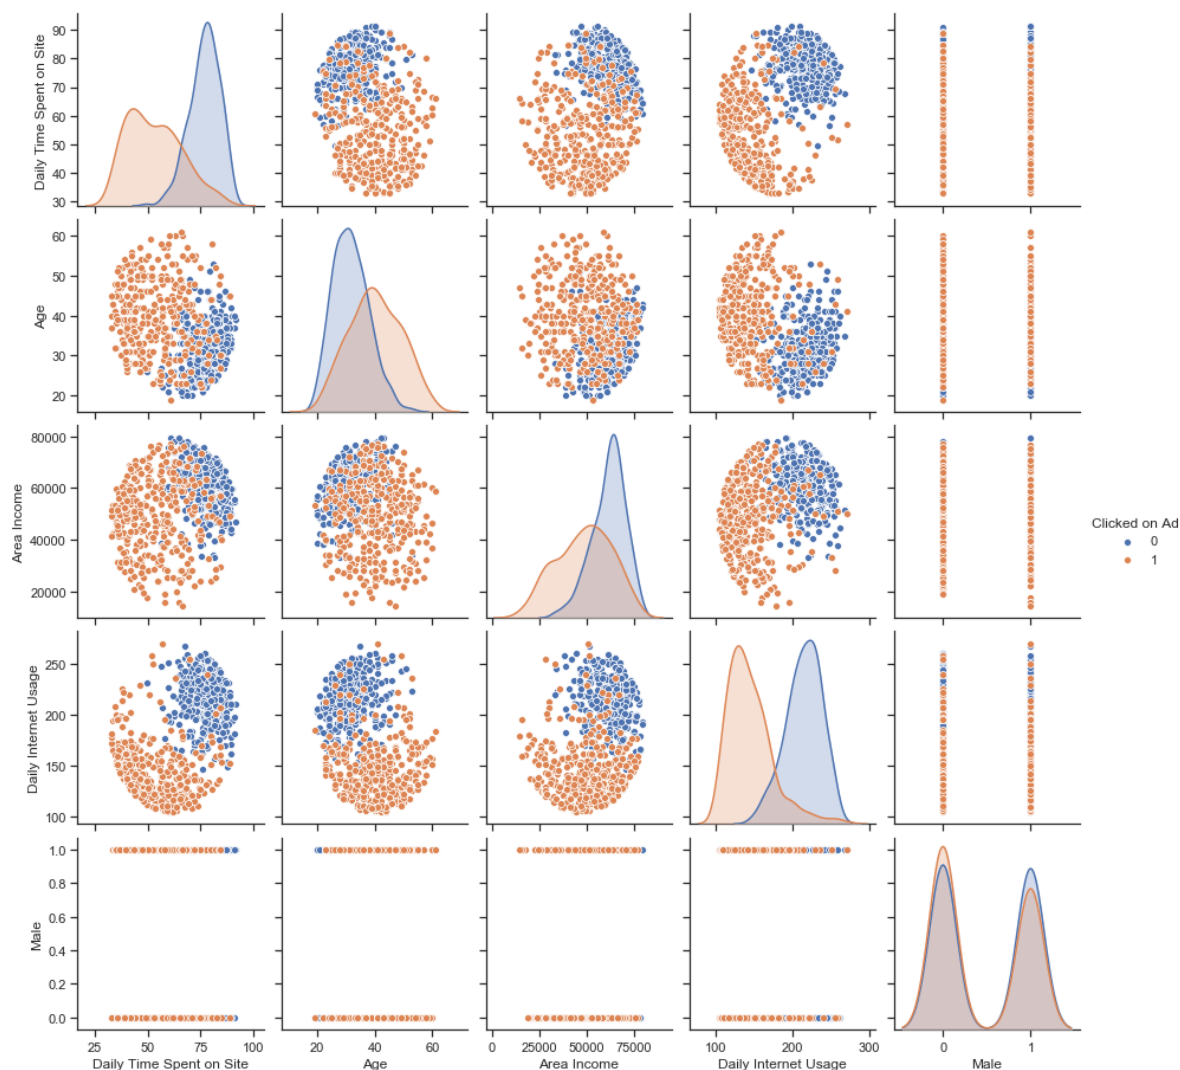 90
80
70
60
50
40
30
Daily Time Spent on Site
60
50
40
30
20
Age
80000
60000
40000
20000
Area Income
Clicked on Ad
0
1
250
200
150
100
Daily Internet Usage
1.0
0.8
0.6
0.4
0.2
0.0
Male
25 50 75 100
20 40 60
0 25000 50000 75000
100 200 300
0 1
Daily Time Spent on Site
Age
Area Income
Daily Internet Usage
Male